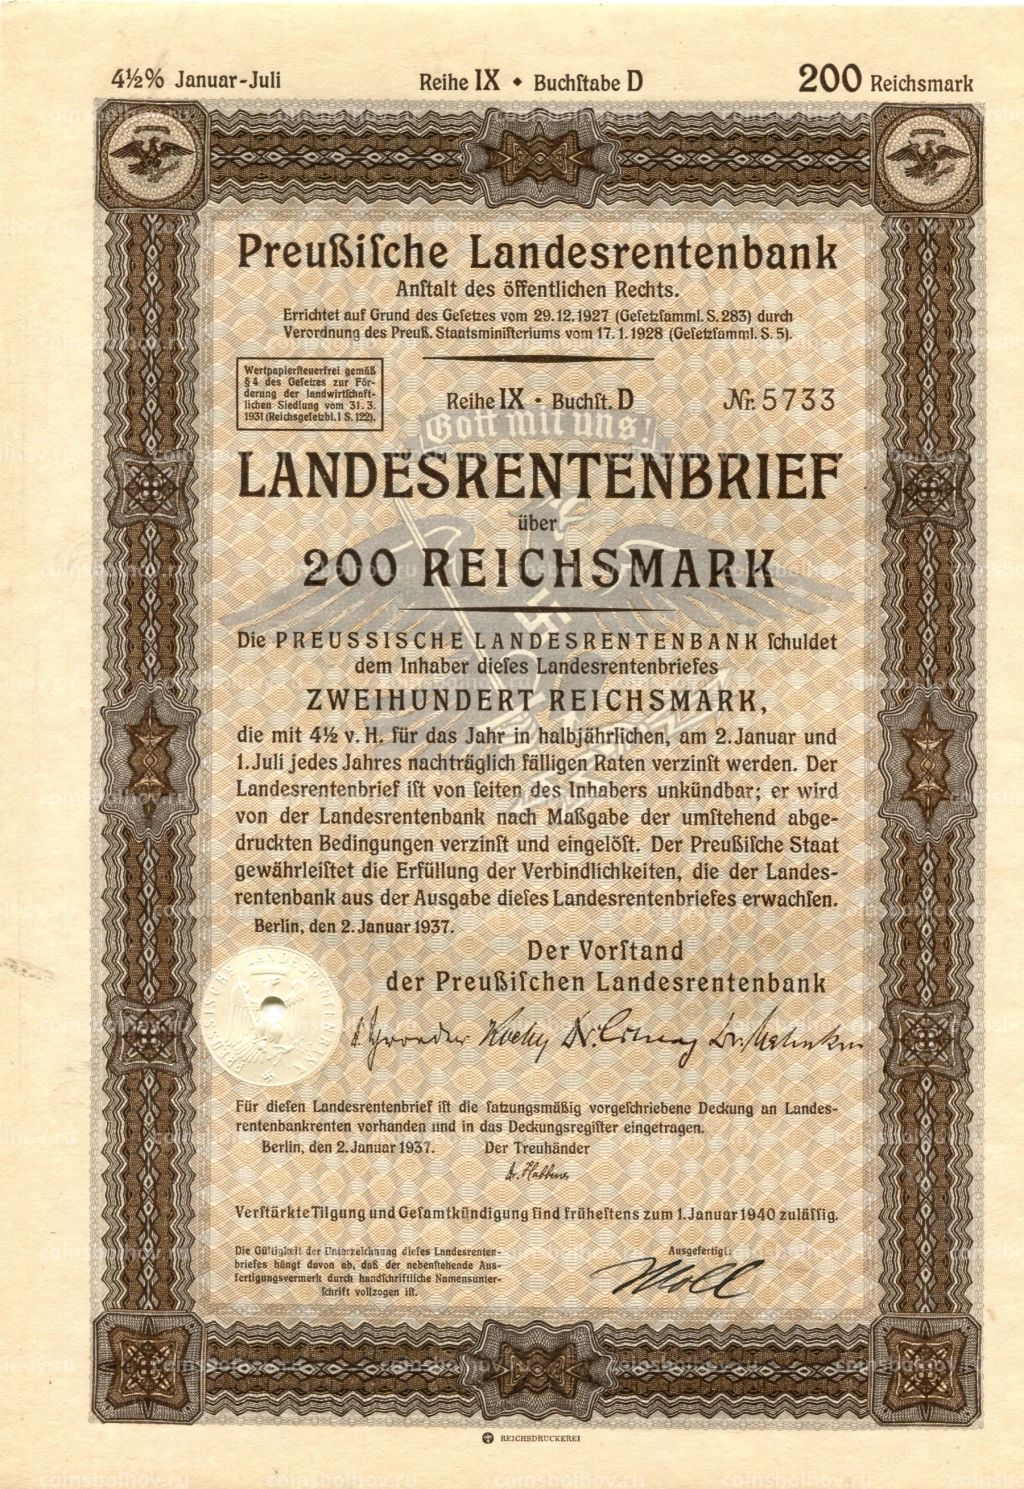 4½% Januar-Juli Reihe IX • Buchſtabe D 200 Reichsmark
Preußiſche Landesrentenbank
Anſtalt des öffentlichen Rechts.
Errichtet auf Grund des Geſetzes vom 29.12.1927 (Geſetzſamml. S. 283) durch
Verordnung des Preuß. Staatsminiſteriums vom 17.1.1928 (Geſetzſamml. S. 5).
Wertpapierſteuerfrei gemäß
§ 4 des Geſetzes zur För-
derung der landwirtſchaft-
lichen Siedlung vom 31. 3.
1931 (Reichsgeſetzbl. I S. 122).
Reihe IX • Buchſt. D Nr. 5733
Gott mit uns!
LANDESRENTENBRIEF
über
200 REICHSMARK
Die PREUSSISCHE LANDESRENTENBANK ſchuldet
dem Inhaber dieſes Landesrentenbriefes
ZWEIHUNDERT REICHSMARK,
die mit 4½ v. H. für das Jahr in halbjährlichen, am 2. Januar und
1. Juli jedes Jahres nachträglich fälligen Raten verzinſt werden. Der
Landesrentenbrief iſt von ſeiten des Inhabers unkündbar; er wird
von der Landesrentenbank nach Maßgabe der umſtehend abge-
druckten Bedingungen verzinſt und eingelöſt. Der Preußiſche Staat
gewährleiſtet die Erfüllung der Verbindlichkeiten, die der Landes-
rentenbank aus der Ausgabe dieſes Landesrentenbriefes erwachſen.
Berlin, den 2. Januar 1937.
Der Vorſtand
der Preußiſchen Landesrentenbank
PREUSSISCHE LANDESRENTENBANK
Für dieſen Landesrentenbrief iſt die ſatzungsmäßig vorgeſchriebene Deckung an Landes-
rentenbankrenten vorhanden und in das Deckungsregiſter eingetragen.
Berlin, den 2. Januar 1937. Der Treuhänder
Verſtärkte Tilgung und Geſamtkündigung ſind früheſtens zum 1. Januar 1940 zuläſſig.
Die Gültigkeit der Unterzeichnung dieſes Landesrenten-
briefes hängt davon ab, daß der nebenſtehende Aus-
fertigungsvermerk durch handſchriftliche Namensunter-
ſchrift vollzogen iſt.
Ausgefertigt:
Moll
REICHSDRUCKEREI
coinsbolhov.ru